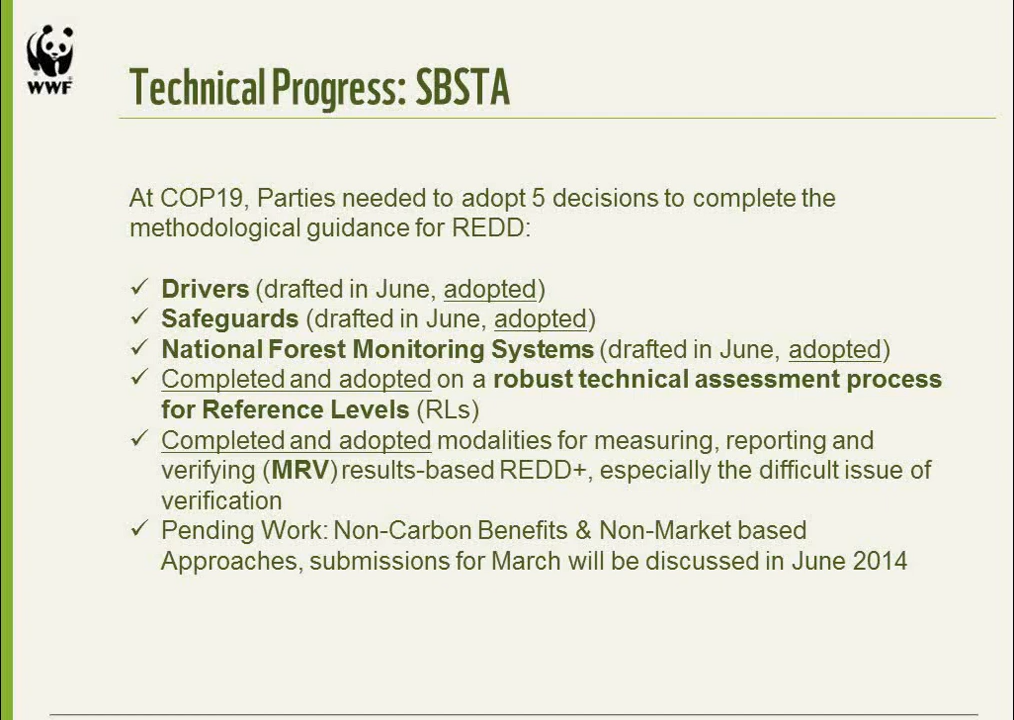 WWF
Technical Progress: SBSTA
At COP19, Parties needed to adopt 5 decisions to complete the
methodological guidance for REDD:
✓ Drivers (drafted in June, adopted)
✓ Safeguards (drafted in June, adopted)
✓ National Forest Monitoring Systems (drafted in June, adopted)
✓ Completed and adopted on a robust technical assessment process
for Reference Levels (RLs)
✓ Completed and adopted modalities for measuring, reporting and
verifying (MRV) results-based REDD+, especially the difficult issue of
verification
✓ Pending Work: Non-Carbon Benefits & Non-Market based
Approaches, submissions for March will be discussed in June 2014